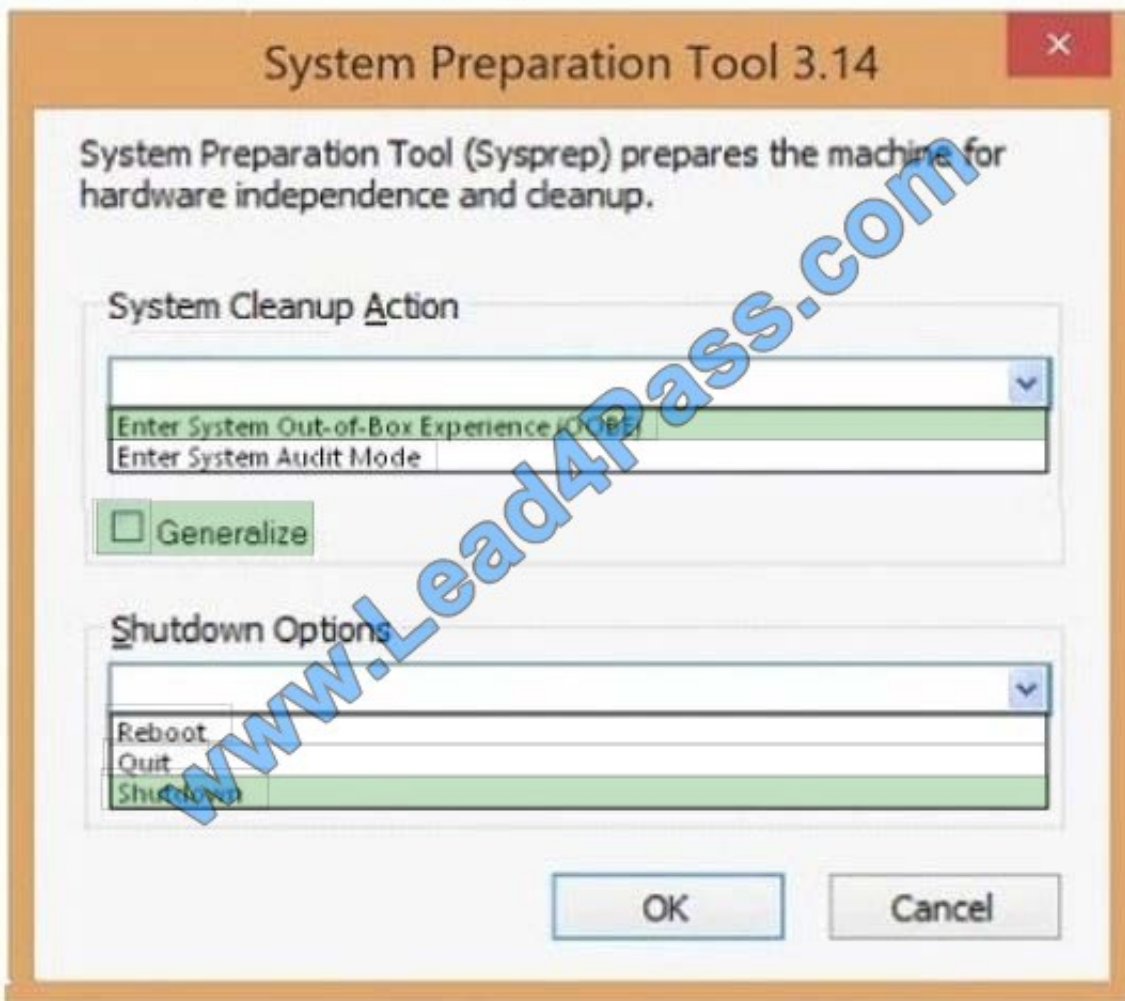 System Preparation Tool 3.14
System Preparation Tool (Sysprep) prepares the machine for
hardware independence and cleanup.
System Cleanup Action
Enter System Out-of-Box Experience (OOBE)
Enter System Audit Mode
Generalize
Shutdown Options
Reboot
Quit
Shutdown
OK
Cancel
www.Lead4Pass.com